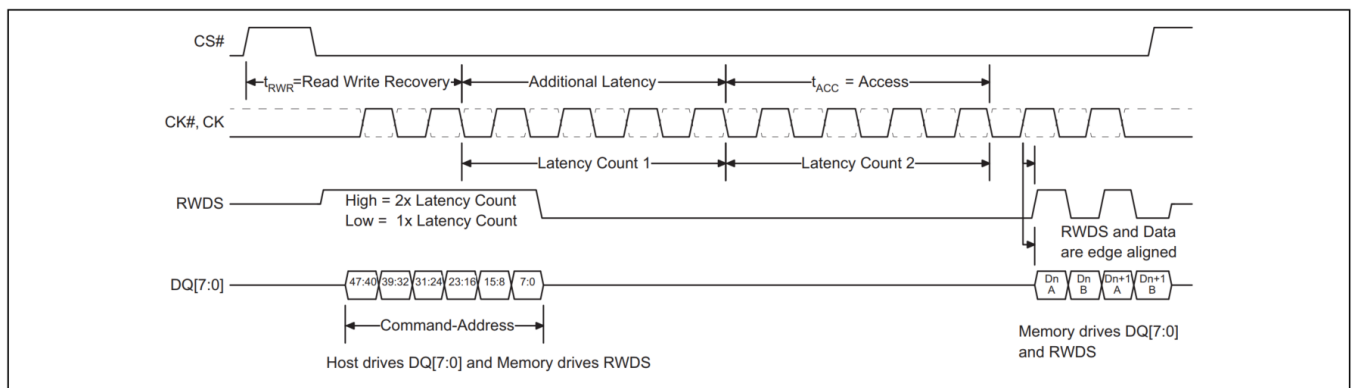 CS#
t_RWR=Read Write Recovery
Additional Latency
t_ACC = Access
CK#, CK
Latency Count 1
Latency Count 2
RWDS
High = 2x Latency Count
Low = 1x Latency Count
RWDS and Data
are edge aligned
DQ[7:0]
47:40 39:32 31:24 23:16 15:8 7:0
Dn Dn Dn+1 Dn+1
A B A B
Command-Address
Memory drives DQ[7:0]
and RWDS
Host drives DQ[7:0] and Memory drives RWDS